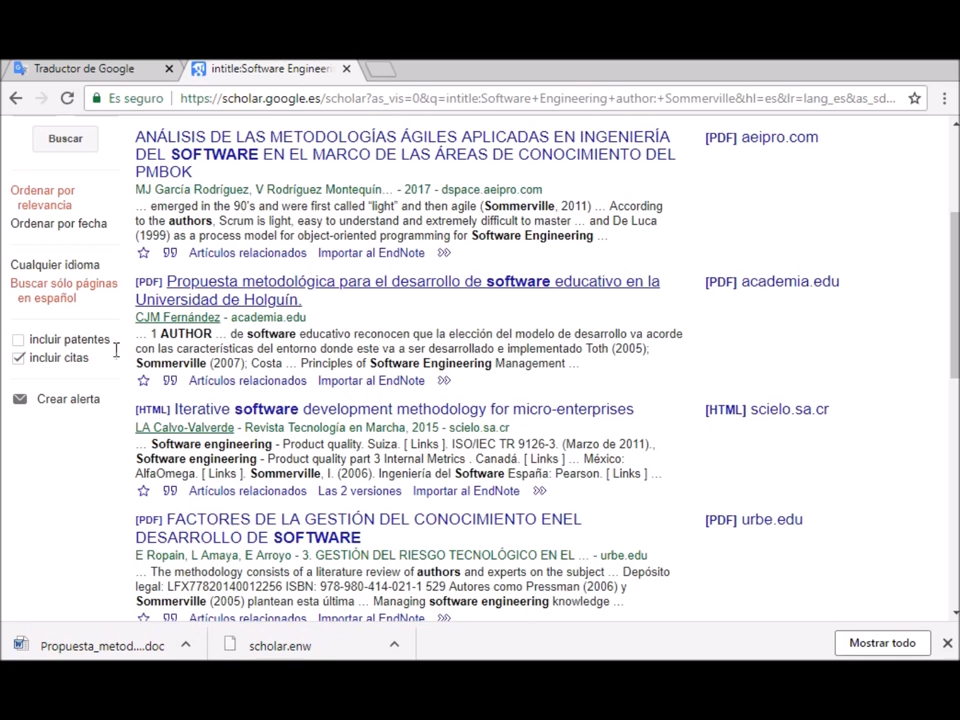 Traductor de Google
intitle:Software Engineer
Es seguro
https://scholar.google.es/scholar?as_vis=0&q=intitle:Software+Engineering+author:+Sommerville&hl=es&lr=lang_es&as_sd...
Buscar
Ordenar por
relevancia
Ordenar por fecha
Cualquier idioma
Buscar sólo páginas
en español
incluir patentes
incluir citas
Crear alerta
ANÁLISIS DE LAS METODOLOGÍAS ÁGILES APLICADAS EN INGENIERÍA
DEL SOFTWARE EN EL MARCO DE LAS ÁREAS DE CONOCIMIENTO DEL
PMBOK
[PDF] aeipro.com
MJ García Rodríguez, V Rodríguez Montequín... - 2017 - dspace.aeipro.com
... emerged in the 90's and were first called “light” and then agile (Sommerville, 2011) ... According
to the authors, Scrum is light, easy to understand and extremely difficult to master ... and De Luca
(1999) as a process model for object-oriented programming for Software Engineering ...
Artículos relacionados Importar al EndNote
[PDF] Propuesta metodológica para el desarrollo de software educativo en la
Universidad de Holguín.
[PDF] academia.edu
CJM Fernández - academia.edu
... 1 AUTHOR ... de software educativo reconocen que la elección del modelo de desarrollo va acorde
con las características del entorno donde este va a ser desarrollado e implementado Toth (2005);
Sommerville (2007); Costa ... Principles of Software Engineering Management ...
Artículos relacionados Importar al EndNote
[HTML] Iterative software development methodology for micro-enterprises
[HTML] scielo.sa.cr
LA Calvo-Valverde - Revista Tecnología en Marcha, 2015 - scielo.sa.cr
... Software engineering - Product quality. Suiza. [ Links ]. ISO/IEC TR 9126-3. (Marzo de 2011).,
Software engineering - Product quality part 3 Internal Metrics . Canadá. [ Links ] ... México:
AlfaOmega. [ Links ]. Sommerville, I. (2006). Ingeniería del Software España: Pearson. [ Links ] ...
Artículos relacionados Las 2 versiones Importar al EndNote
[PDF] FACTORES DE LA GESTIÓN DEL CONOCIMIENTO ENEL
DESARROLLO DE SOFTWARE
[PDF] urbe.edu
E Ropain, L Amaya, E Arroyo - 3. GESTIÓN DEL RIESGO TECNOLÓGICO EN EL ... - urbe.edu
... The methodology consists of a literature review of authors and experts on the subject ... Depósito
legal: LFX77820140012256 ISBN: 978-980-414-021-1 529 Autores como Pressman (2006) y
Sommerville (2005) plantean esta última ... Managing software engineering knowledge ...
Artículos relacionados Importar al EndNote
Propuesta_metod....doc
scholar.enw
Mostrar todo